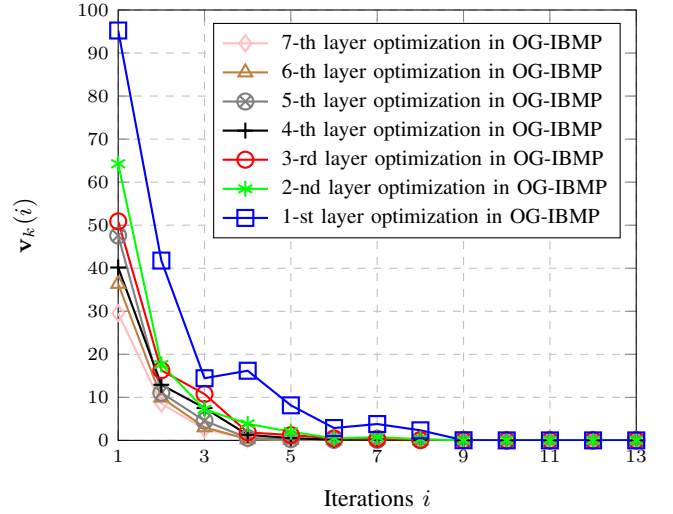 100
90
80
70
60
50
40
30
20
10
0
v_k(i)
7-th layer optimization in OG-IBMP
6-th layer optimization in OG-IBMP
5-th layer optimization in OG-IBMP
4-th layer optimization in OG-IBMP
3-rd layer optimization in OG-IBMP
2-nd layer optimization in OG-IBMP
1-st layer optimization in OG-IBMP
1 3 5 7 9 11 13
Iterations i